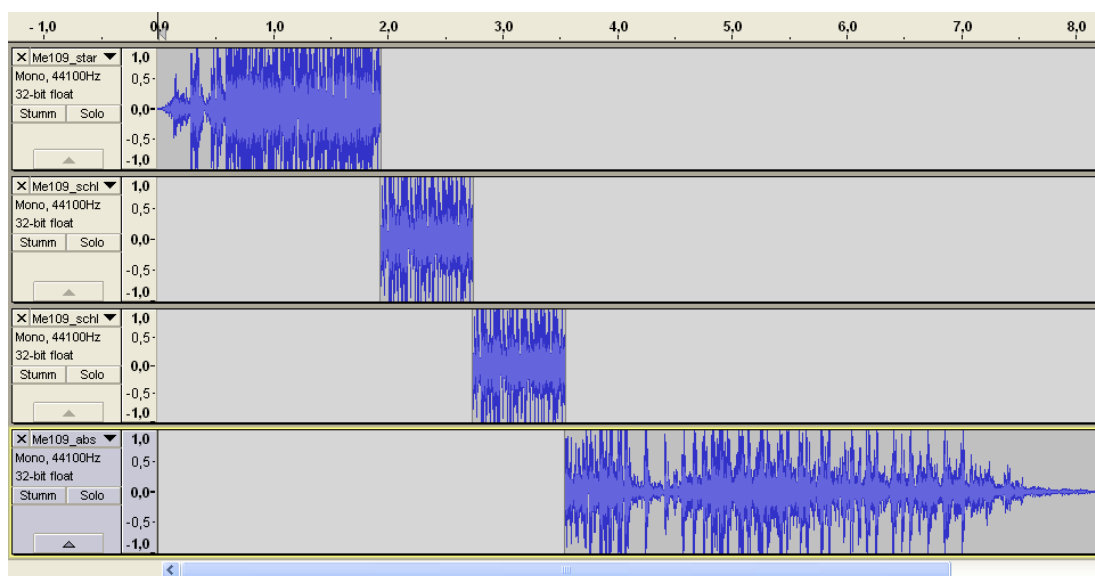 - 1,0 0,0 1,0 2,0 3,0 4,0 5,0 6,0 7,0 8,0
X Me109_star ▼ 1,0
Mono, 44100Hz 0,5-
32-bit float
Stumm Solo 0,0-
-0,5-
-1,0
X Me109_schl ▼ 1,0
Mono, 44100Hz 0,5-
32-bit float
Stumm Solo 0,0-
-0,5-
-1,0
X Me109_schl ▼ 1,0
Mono, 44100Hz 0,5-
32-bit float 0,0-
Stumm Solo
-0,5-
-1,0
X Me109_abs ▼ 1,0
Mono, 44100Hz 0,5-
32-bit float
Stumm Solo 0,0-
-0,5-
-1,0